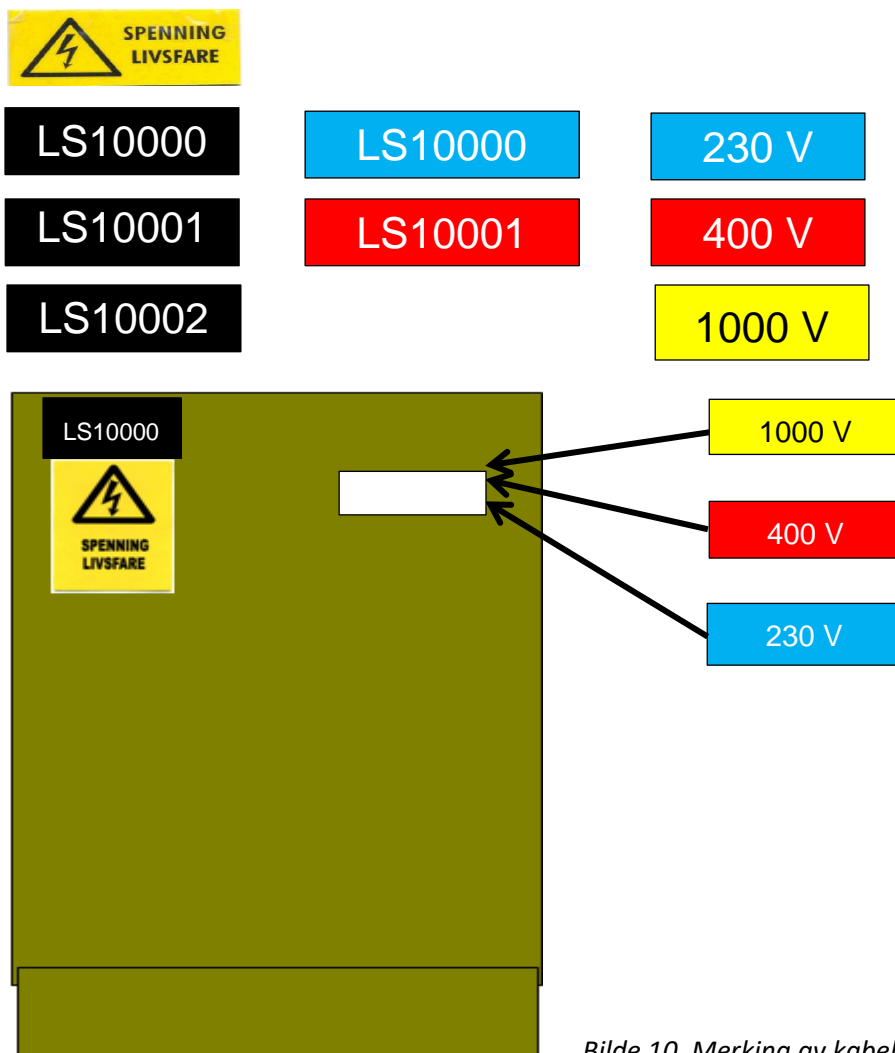 SPENNING
LIVSFARE
LS10000 LS10000 230 V
LS10001 LS10001 400 V
LS10002 1000 V
LS10000 1000 V
SPENNING
LIVSFARE
400 V
230 V
Bilde 10. Merking av kabel